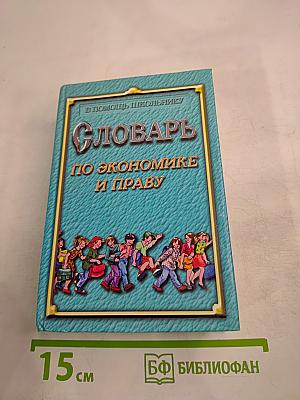 В ПОМОЩЬ ШКОЛЬНИКУ
СЛОВАРЬ
ПО ЭКОНОМИКЕ
И ПРАВУ
15 см
БФ БИБЛИОФАН